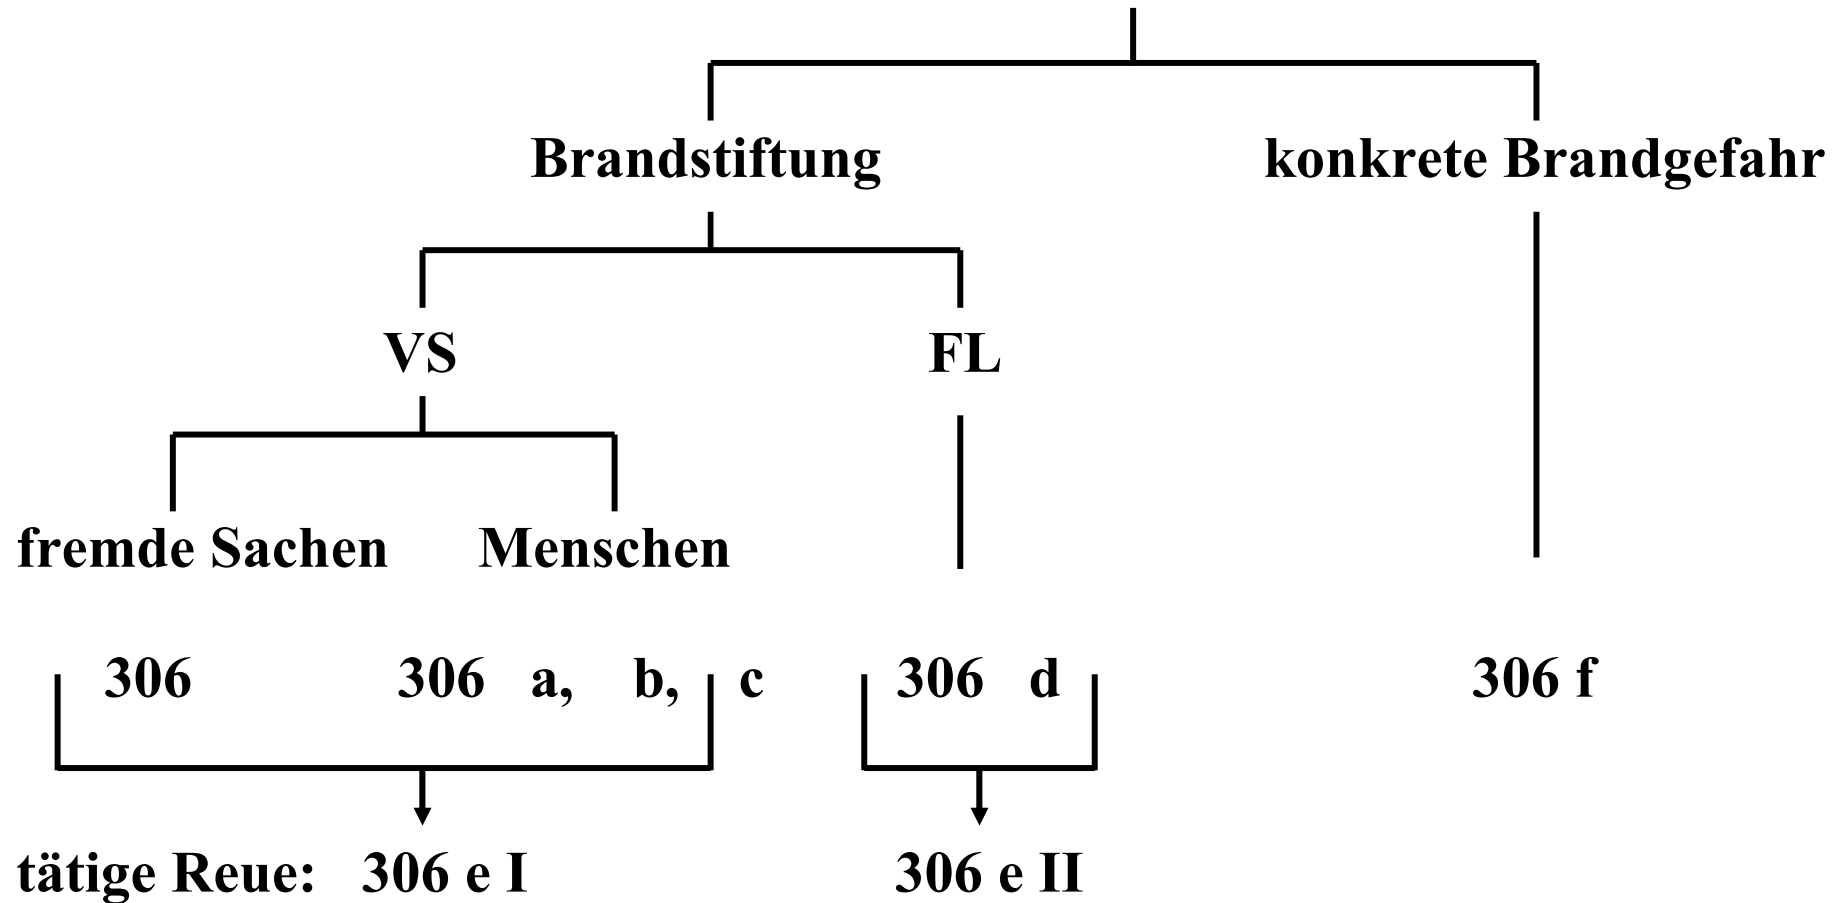 Brandstiftung konkrete Brandgefahr
VS FL
fremde Sachen Menschen
306 306 a, b, c 306 d 306 f
tätige Reue: 306 e I 306 e II